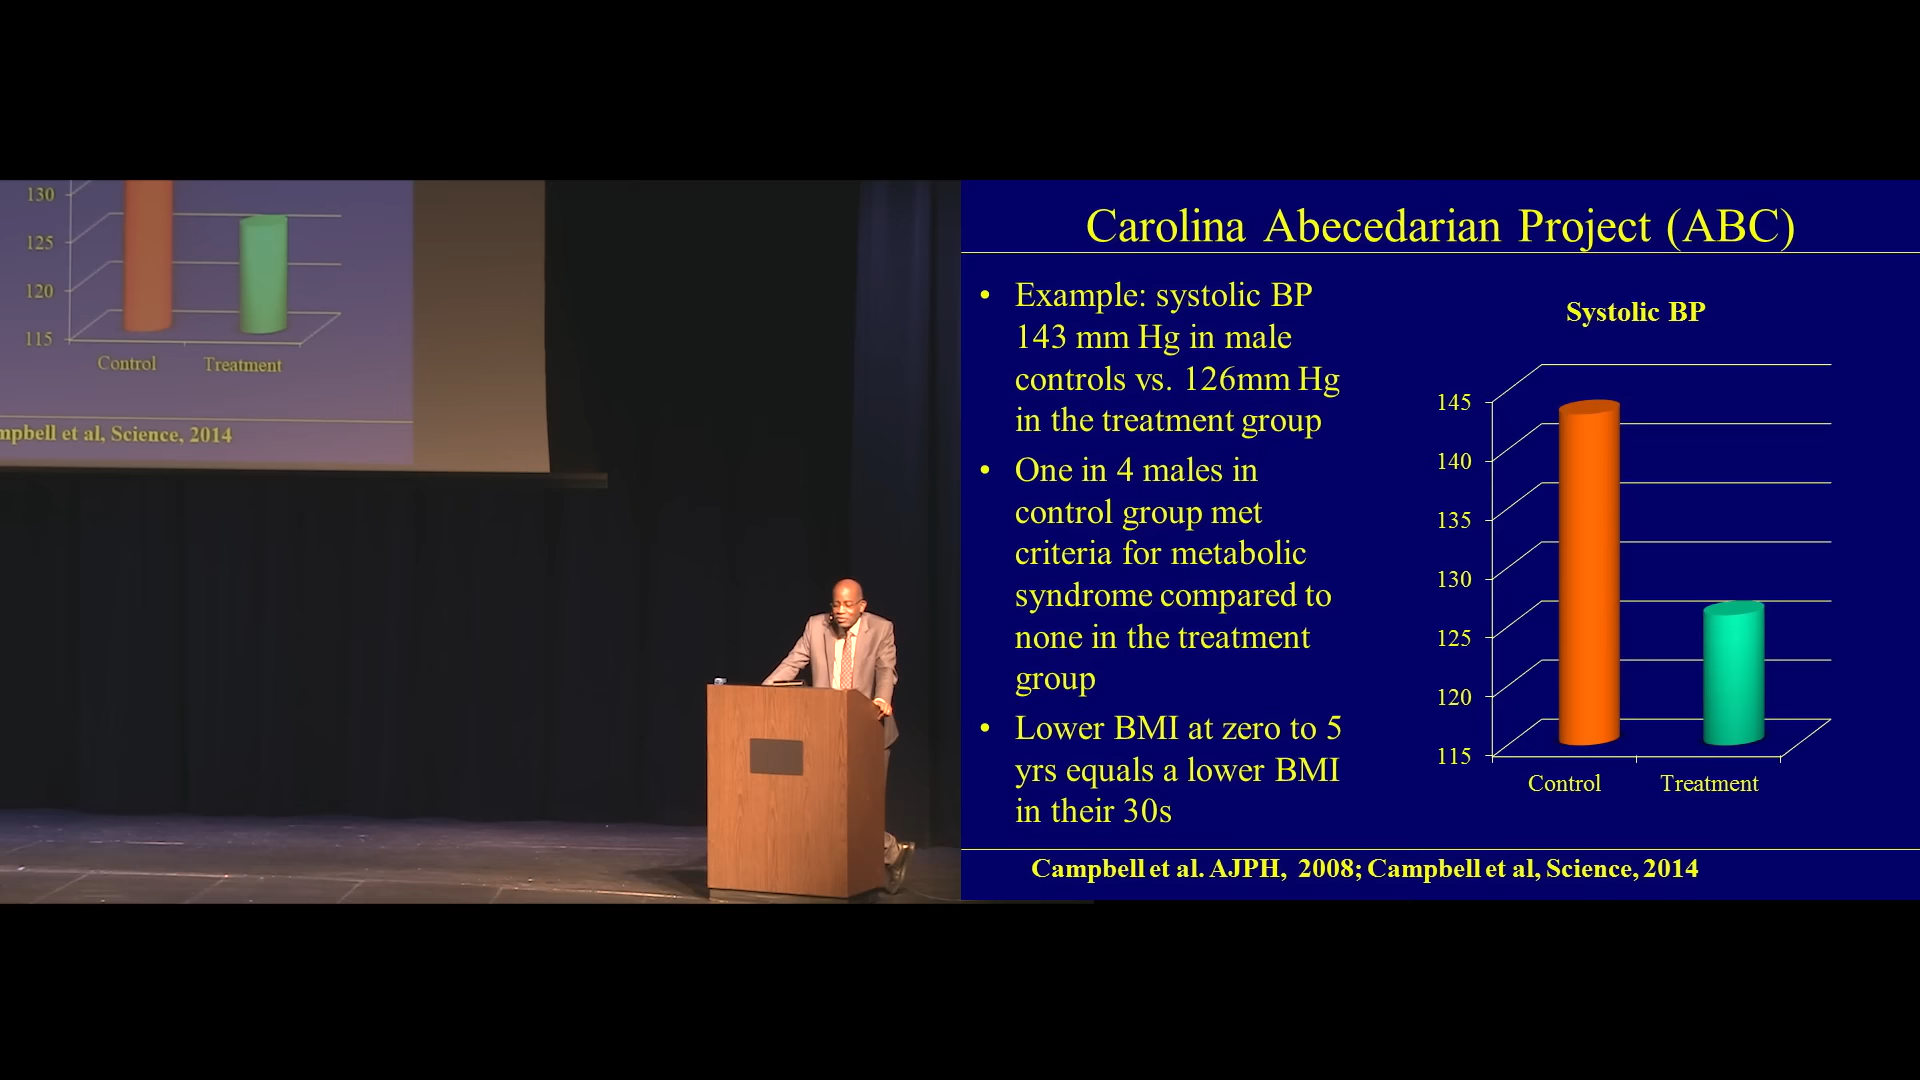 130
125
120
115
Control Treatment
mpbell et al, Science, 2014
Carolina Abecedarian Project (ABC)
• Example: systolic BP
143 mm Hg in male
controls vs. 126mm Hg
in the treatment group
• One in 4 males in
control group met
criteria for metabolic
syndrome compared to
none in the treatment
group
• Lower BMI at zero to 5
yrs equals a lower BMI
in their 30s
Systolic BP
145
140
135
130
125
120
115
Control Treatment
Campbell et al. AJPH, 2008; Campbell et al, Science, 2014